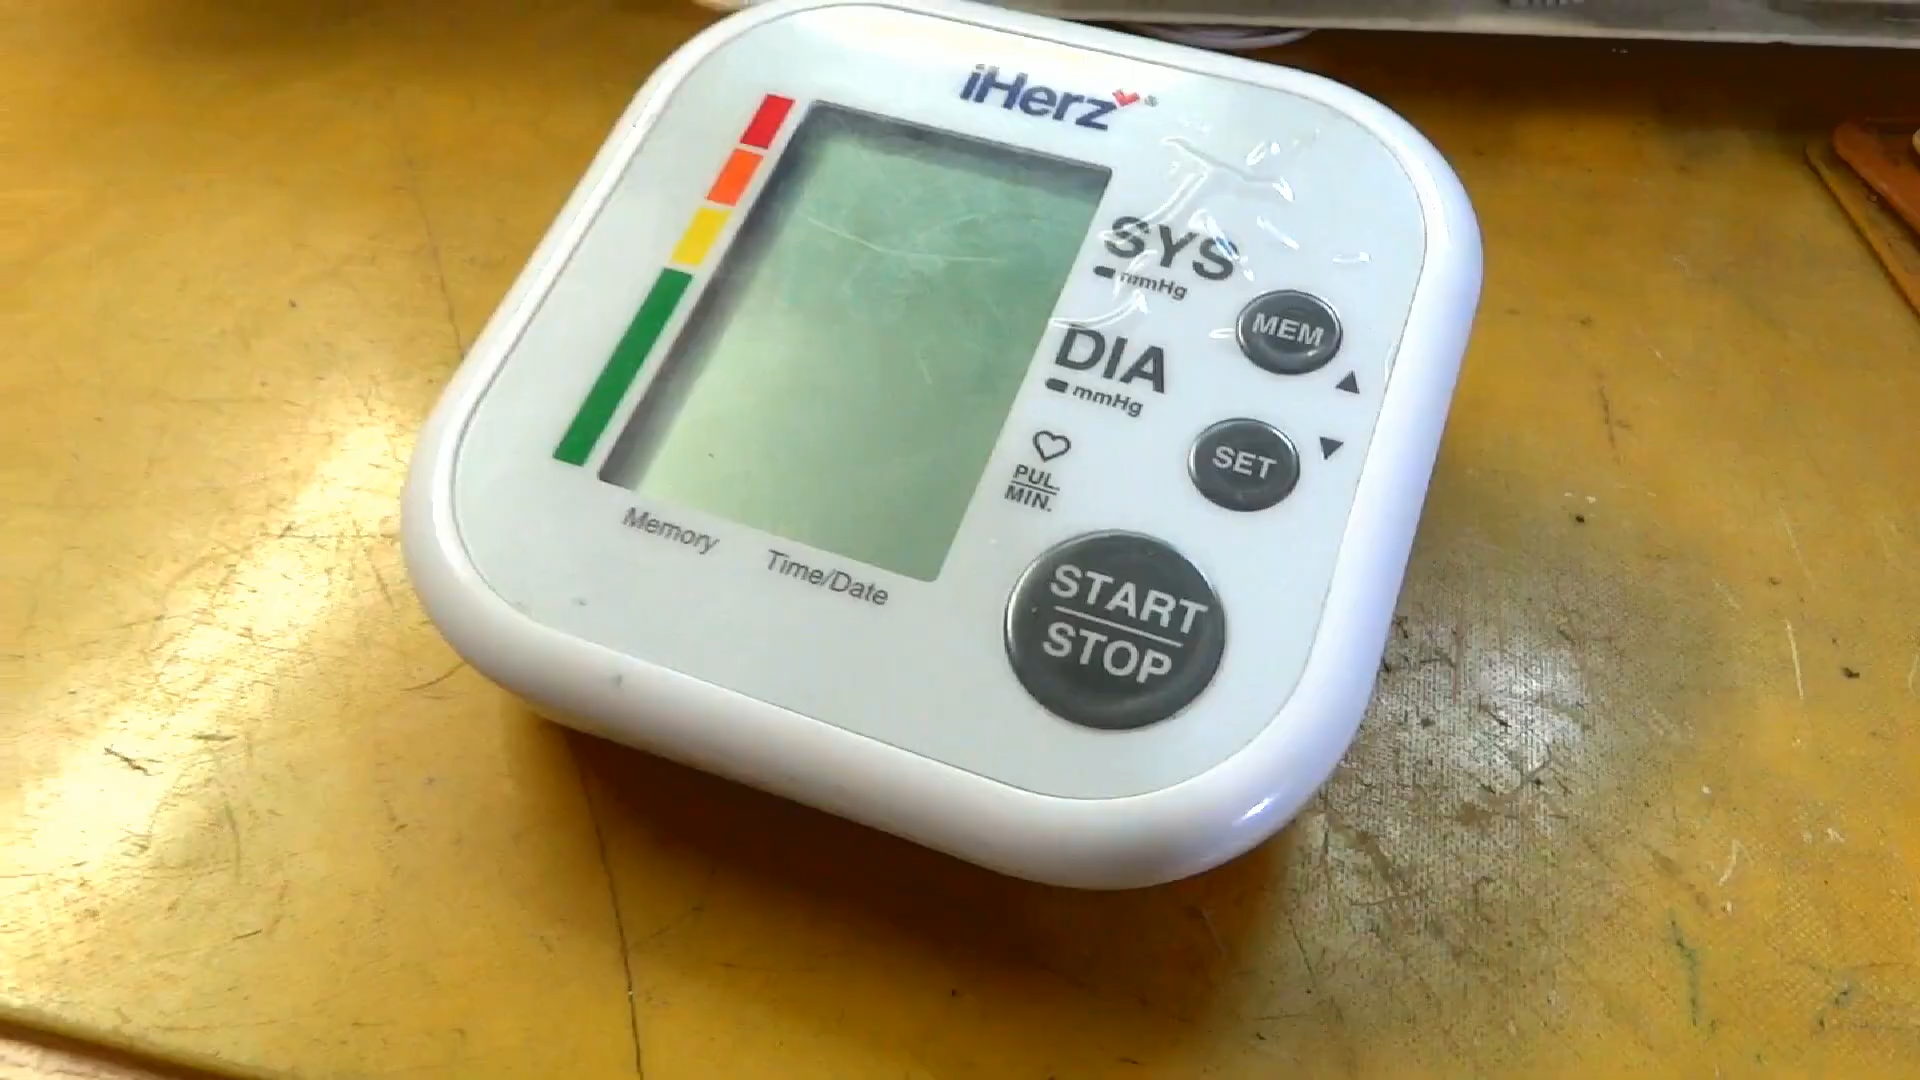 iHerz
SYS
mmHg
MEM
DIA
mmHg
SET
PUL.
MIN.
Memory
Time/Date
START
STOP